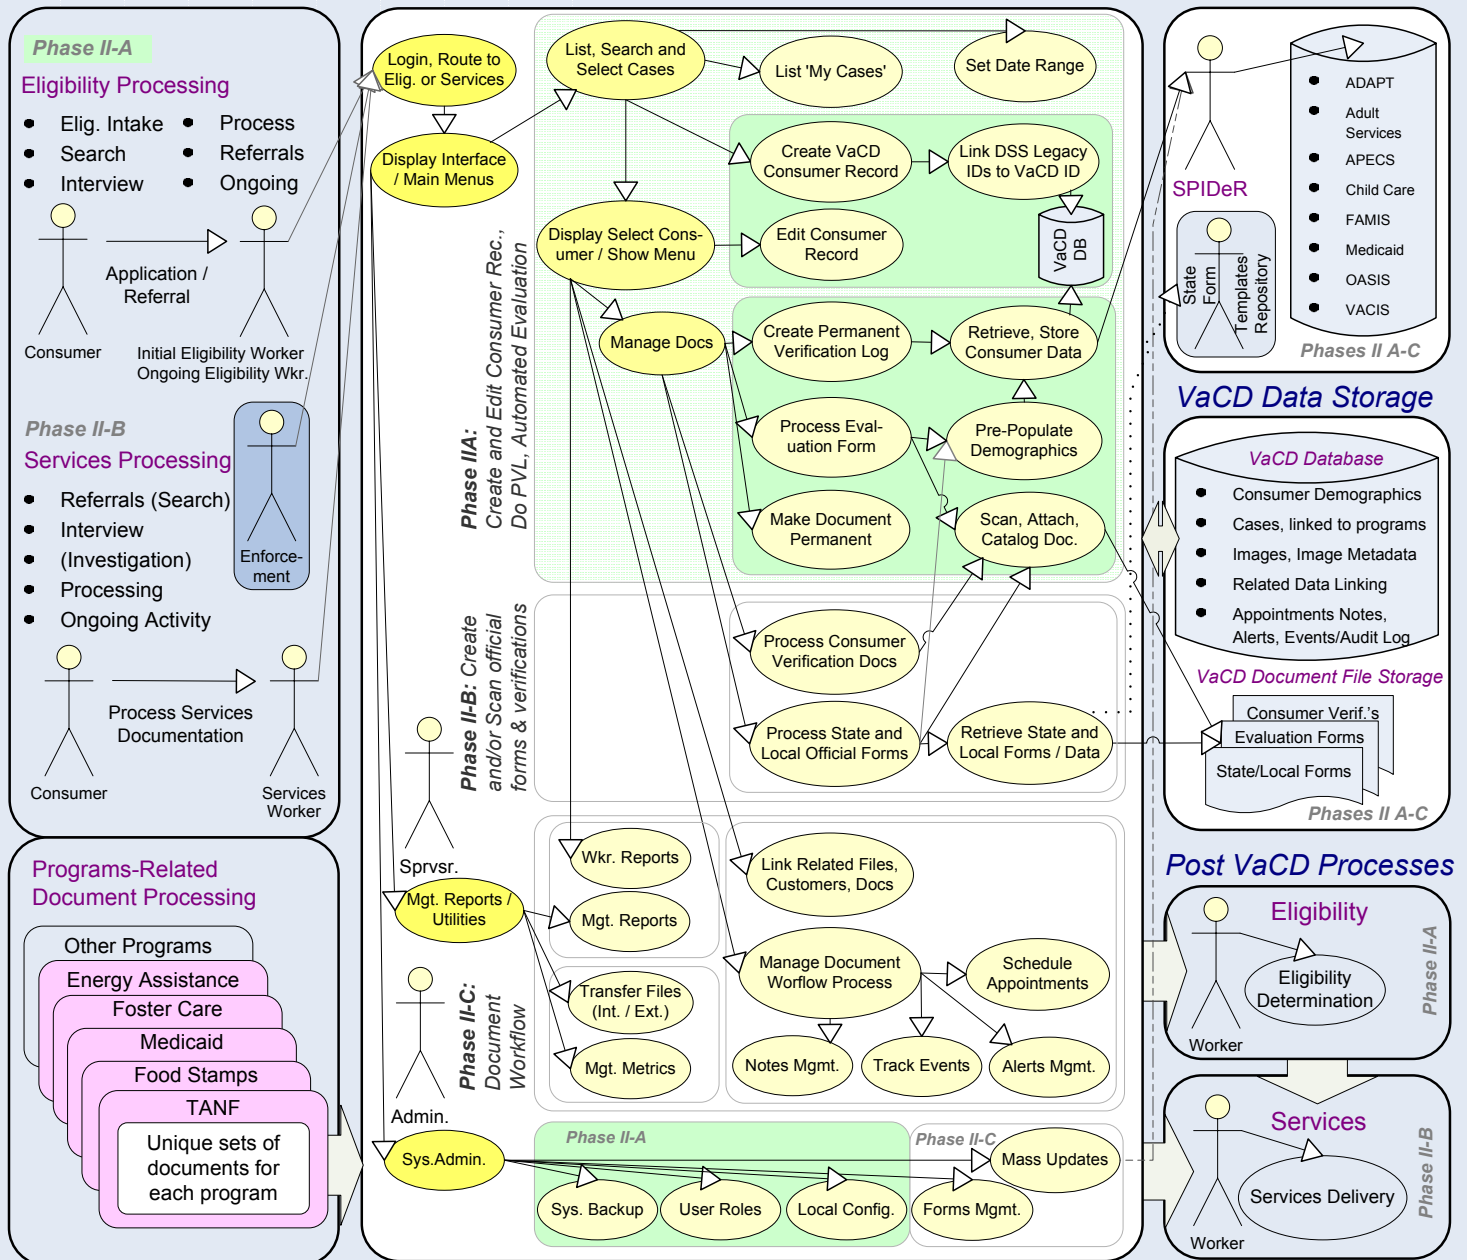 Phase II-A
Eligibility Processing
Elig. Intake
Search
Interview
Process
Referrals
Ongoing
Application /
Referral
Consumer
Initial Eligibility Worker
Ongoing Eligibility Wkr.
Phase II-B
Services Processing
Referrals (Search)
Interview
(Investigation)
Processing
Ongoing Activity
Enforce-
ment
Process Services
Documentation
Consumer
Services
Worker
Programs-Related
Document Processing
Other Programs
Energy Assistance
Foster Care
Medicaid
Food Stamps
TANF
Unique sets of
documents for
each program
Login, Route to
Elig. or Services
Display Interface
/ Main Menus
Sprvsr.
Mgt. Reports /
Utilities
Admin.
Sys.Admin.
Phase IIA:
Create and Edit Consumer Rec.,
Do PVL, Automated Evaluation
List, Search and
Select Cases
List 'My Cases'
Set Date Range
Create VaCD
Consumer Record
Link DSS Legacy
IDs to VaCD ID
Display Select Cons-
umer / Show Menu
Edit Consumer
Record
VaCD
DB
Manage Docs
Create Permanent
Verification Log
Retrieve, Store
Consumer Data
Process Eval-
uation Form
Pre-Populate
Demographics
Make Document
Permanent
Scan, Attach,
Catalog Doc.
Phase II-B: Create
and/or Scan official
forms & verifications
Process Consumer
Verification Docs
Process State and
Local Official Forms
Retrieve State and
Local Forms / Data
Phase II-C:
Document
Workflow
Wkr. Reports
Mgt. Reports
Transfer Files
(Int. / Ext.)
Mgt. Metrics
Link Related Files,
Customers, Docs
Manage Document
Worflow Process
Schedule
Appointments
Notes Mgmt.
Track Events
Alerts Mgmt.
Phase II-A
Sys. Backup
User Roles
Local Config.
Phase II-C
Mass Updates
Forms Mgmt.
SPIDeR
State
Form
Templates
Repository
ADAPT
Adult
Services
APECS
Child Care
FAMIS
Medicaid
OASIS
VACIS
Phases II A-C
VaCD Data Storage
VaCD Database
Consumer Demographics
Cases, linked to programs
Images, Image Metadata
Related Data Linking
Appointments Notes,
Alerts, Events/Audit Log
VaCD Document File Storage
Consumer Verif.'s
Evaluation Forms
State/Local Forms
Phases II A-C
Post VaCD Processes
Eligibility
Eligibility
Determination
Worker
Phase II-A
Services
Services Delivery
Worker
Phase II-B